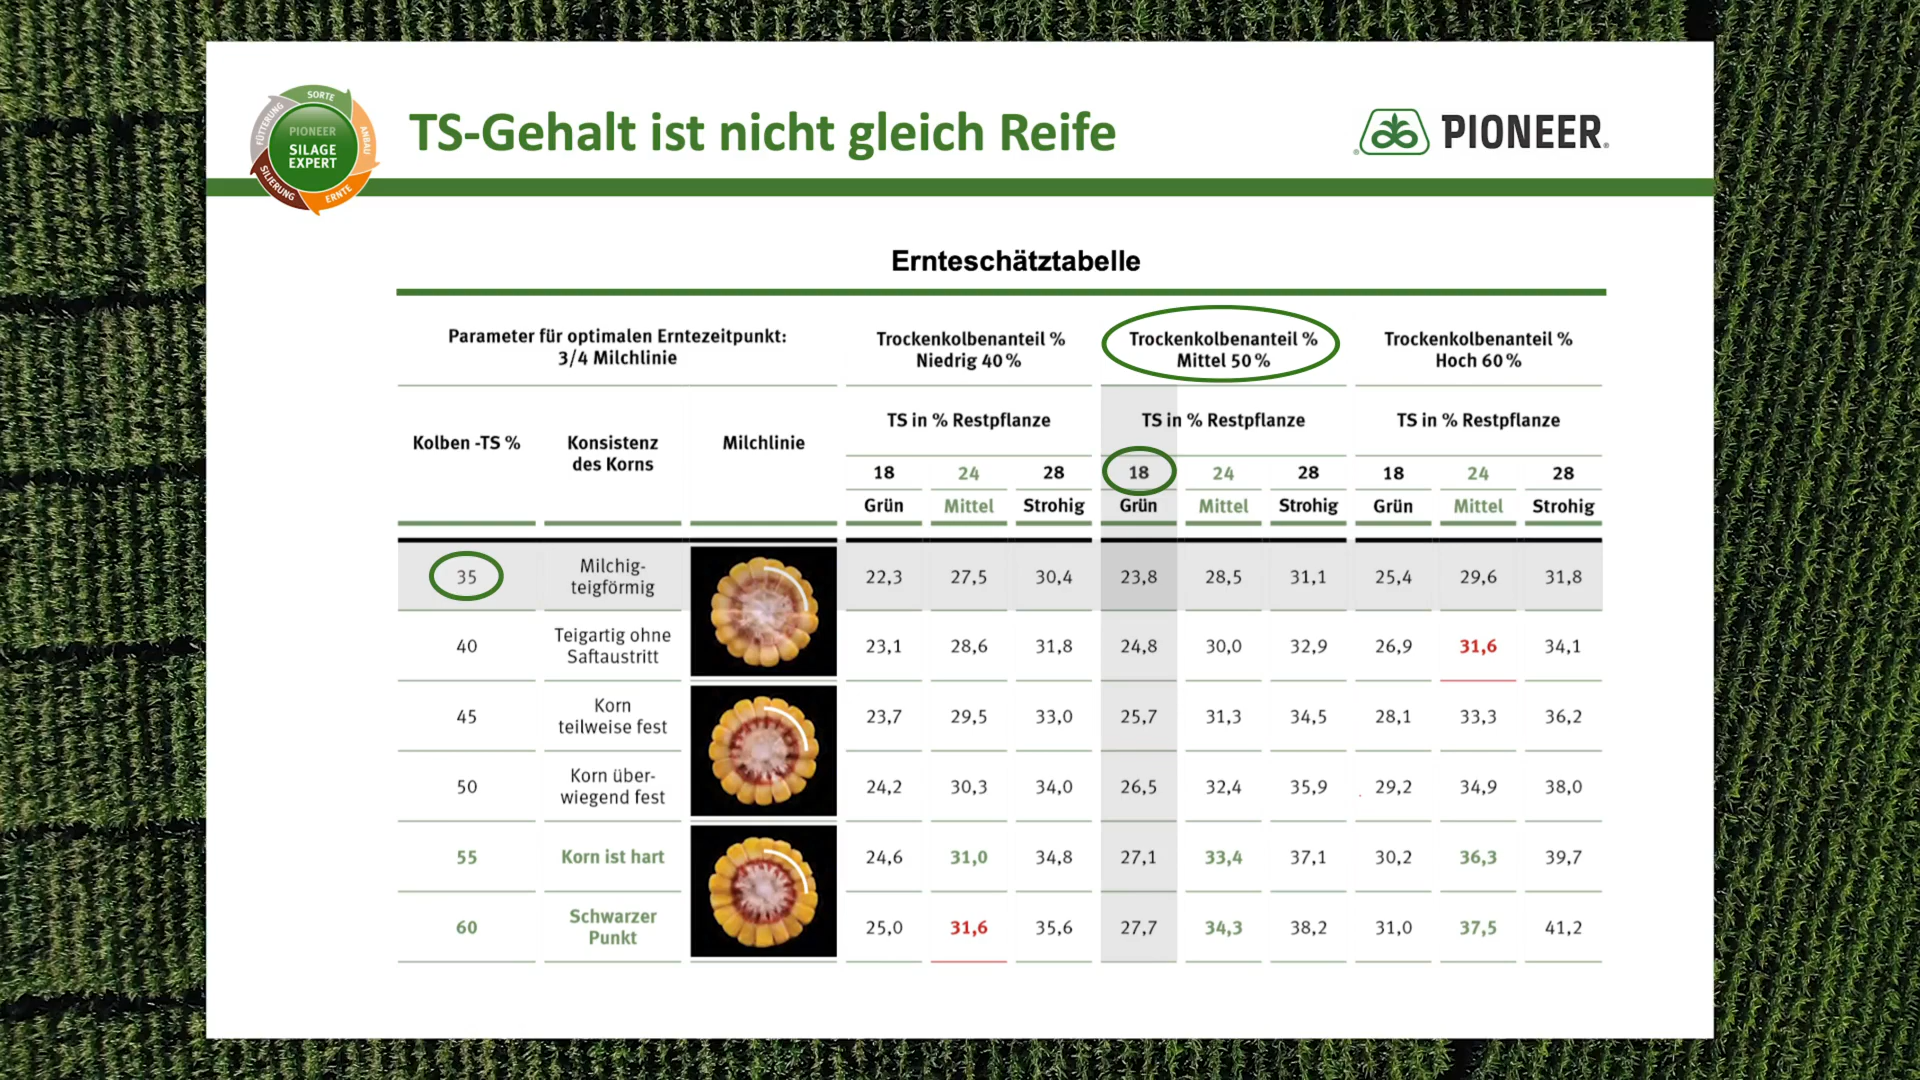 SORTE
ANBAU
ERNTE
SILIERUNG
FÜTTERUNG
PIONEER
SILAGE
EXPERT
TS-Gehalt ist nicht gleich Reife
PIONEER®
Ernteschätztabelle
Parameter für optimalen Erntezeitpunkt:
3/4 Milchlinie
Trockenkolbenanteil %
Niedrig 40 %
Trockenkolbenanteil %
Mittel 50 %
Trockenkolbenanteil %
Hoch 60 %
Kolben -TS %
Konsistenz
des Korns
Milchlinie
TS in % Restpflanze
TS in % Restpflanze
TS in % Restpflanze
18 24 28 18 24 28 18 24 28
Grün Mittel Strohig Grün Mittel Strohig Grün Mittel Strohig
35 Milchig-
teigförmig 22,3 27,5 30,4 23,8 28,5 31,1 25,4 29,6 31,8
40 Teigartig ohne
Saftaustritt 23,1 28,6 31,8 24,8 30,0 32,9 26,9 31,6 34,1
45 Korn
teilweise fest 23,7 29,5 33,0 25,7 31,3 34,5 28,1 33,3 36,2
50 Korn über-
wiegend fest 24,2 30,3 34,0 26,5 32,4 35,9 29,2 34,9 38,0
55 Korn ist hart 24,6 31,0 34,8 27,1 33,4 37,1 30,2 36,3 39,7
60 Schwarzer
Punkt 25,0 31,6 35,6 27,7 34,3 38,2 31,0 37,5 41,2